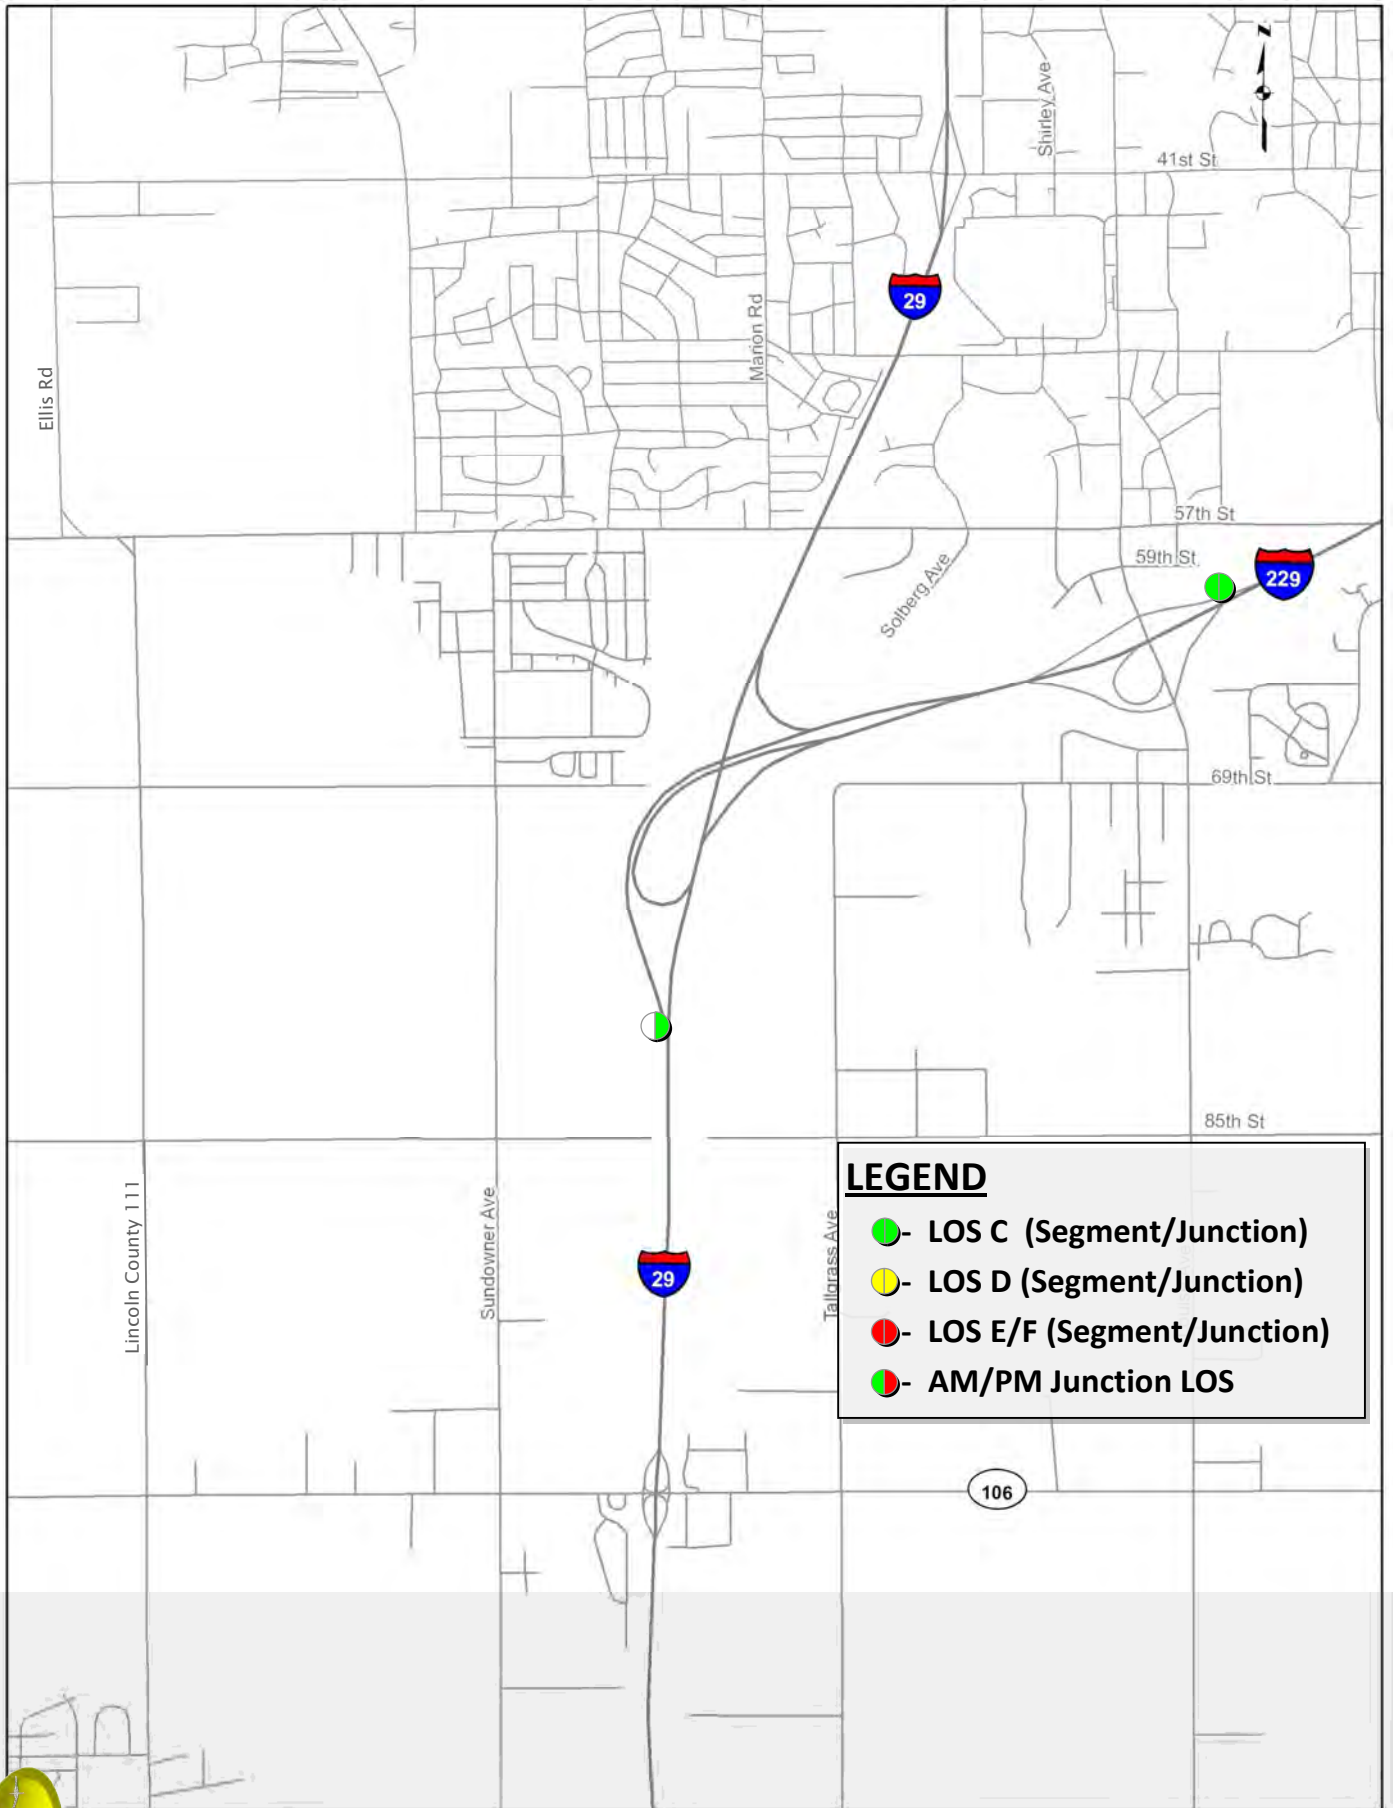 N
Shirley Ave
41st St
29
Marion Rd
Ellis Rd
57th St
59th St
229
Solberg Ave
69th St
85th St
LEGEND
- LOS C (Segment/Junction)
- LOS D (Segment/Junction)
- LOS E/F (Segment/Junction)
- AM/PM Junction LOS
Lincoln County 111
Sundowner Ave
Tallgrass Ave
29
106